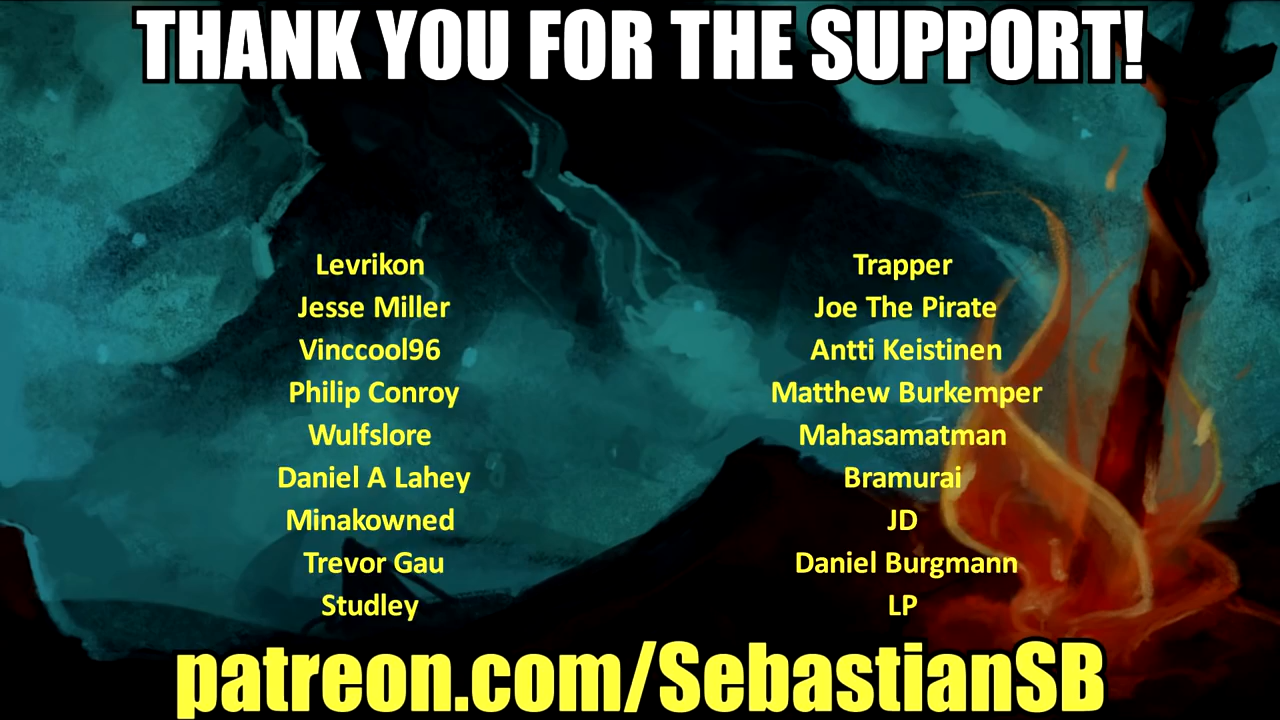 THANK YOU FOR THE SUPPORT!
Levrikon
Jesse Miller
Vinccool96
Philip Conroy
Wulfslore
Daniel A Lahey
Minakowned
Trevor Gau
Studley
Trapper
Joe The Pirate
Antti Keistinen
Matthew Burkemper
Mahasamatman
Bramurai
JD
Daniel Burgmann
LP
patreon.com/SebastianSB